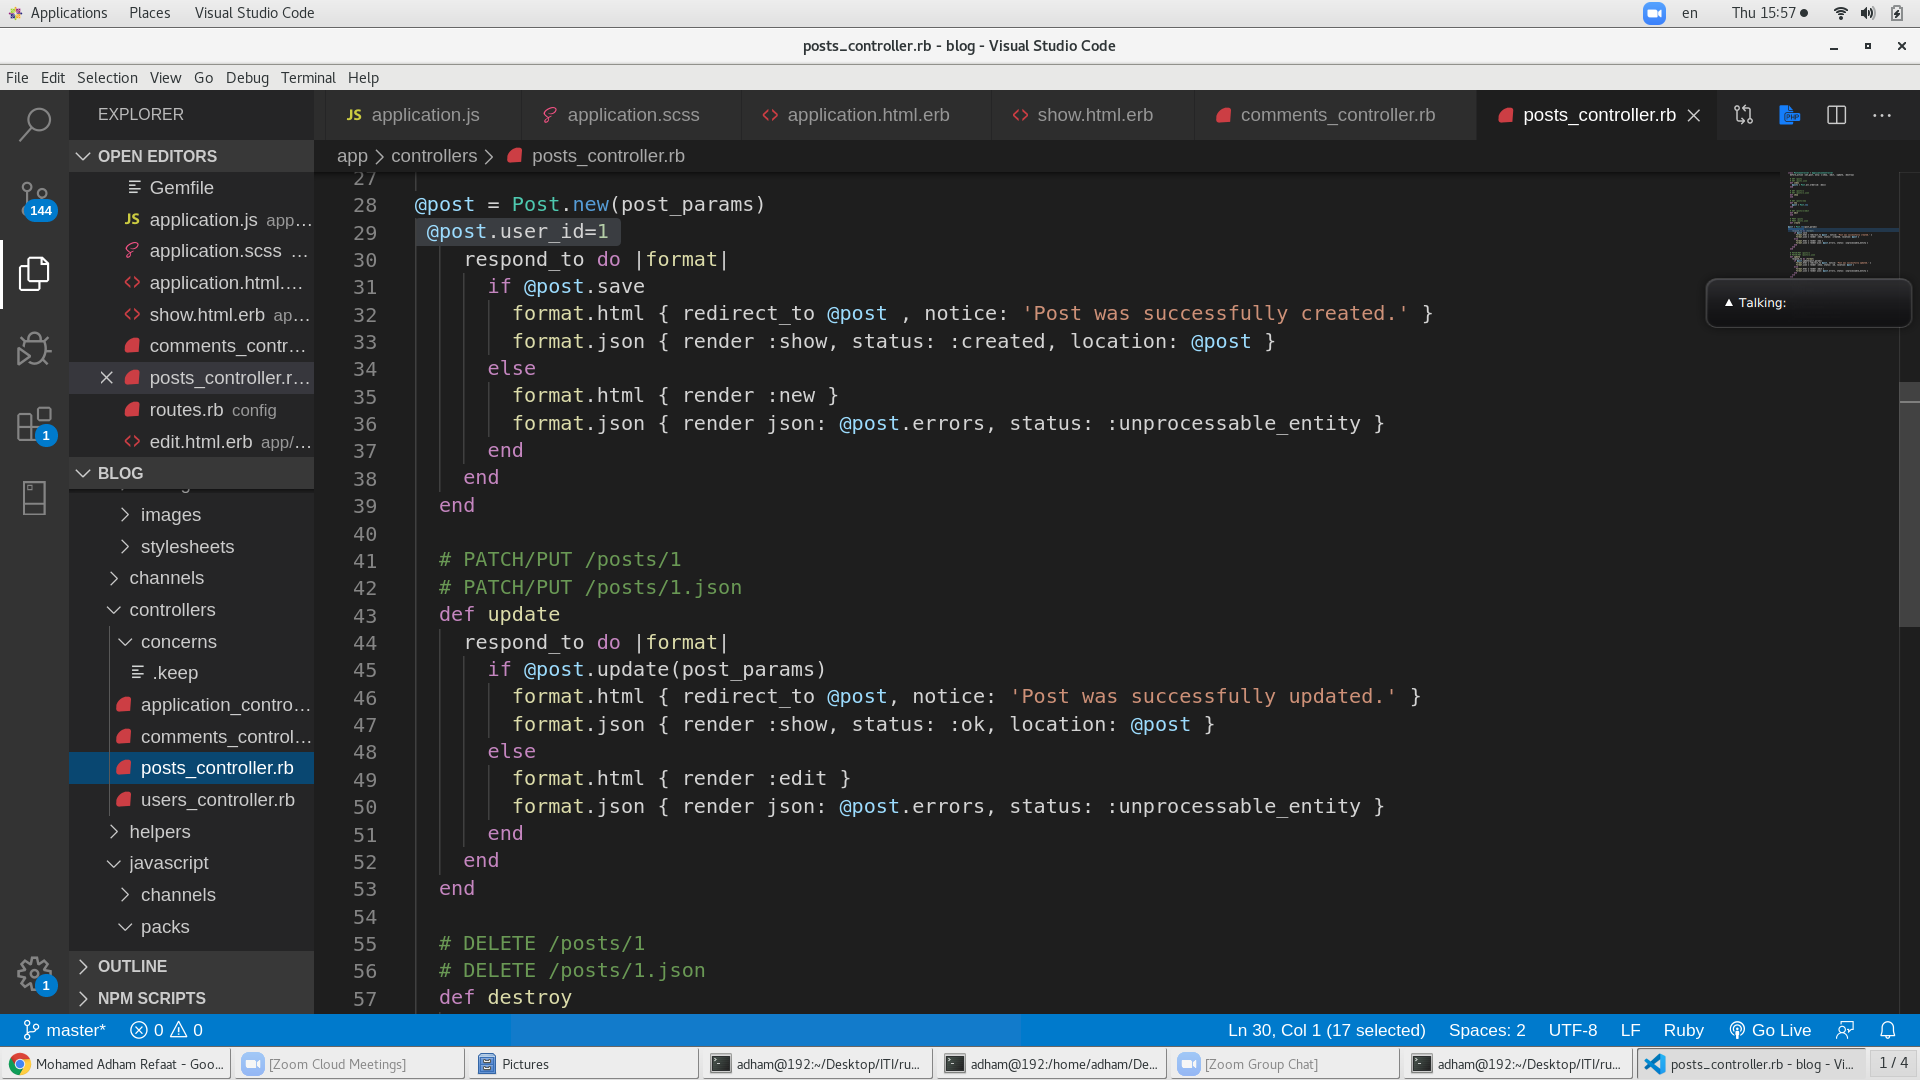 Applications Places Visual Studio Code en Thu 15:57
posts_controller.rb - blog - Visual Studio Code
File Edit Selection View Go Debug Terminal Help
EXPLORER
JS application.js application.scss application.html.erb show.html.erb comments_controller.rb posts_controller.rb
OPEN EDITORS
Gemfile
JS application.js app...
application.scss ...
application.html....
show.html.erb ap...
comments_contr...
posts_controller.r...
routes.rb config
edit.html.erb app/...
BLOG
images
stylesheets
channels
controllers
concerns
.keep
application_contro...
comments_control...
posts_controller.rb
users_controller.rb
helpers
javascript
channels
packs
OUTLINE
NPM SCRIPTS
144
1
1
app > controllers > posts_controller.rb
27
28 @post = Post.new(post_params)
29 @post.user_id=1
30 respond_to do |format|
31 if @post.save
32 format.html { redirect_to @post , notice: 'Post was successfully created.' }
33 format.json { render :show, status: :created, location: @post }
34 else
35 format.html { render :new }
36 format.json { render json: @post.errors, status: :unprocessable_entity }
37 end
38 end
39 end
40
41 # PATCH/PUT /posts/1
42 # PATCH/PUT /posts/1.json
43 def update
44 respond_to do |format|
45 if @post.update(post_params)
46 format.html { redirect_to @post, notice: 'Post was successfully updated.' }
47 format.json { render :show, status: :ok, location: @post }
48 else
49 format.html { render :edit }
50 format.json { render json: @post.errors, status: :unprocessable_entity }
51 end
52 end
53 end
54
55 # DELETE /posts/1
56 # DELETE /posts/1.json
57 def destroy
Talking:
master* 0 0 Ln 30, Col 1 (17 selected) Spaces: 2 UTF-8 LF Ruby Go Live
Mohamed Adham Refaat - Goo... [Zoom Cloud Meetings] Pictures adham@192:~/Desktop/ITI/ru... adham@192:/home/adham/De... [Zoom Group Chat] adham@192:~/Desktop/ITI/ru... posts_controller.rb - blog - Vi... 1 / 4